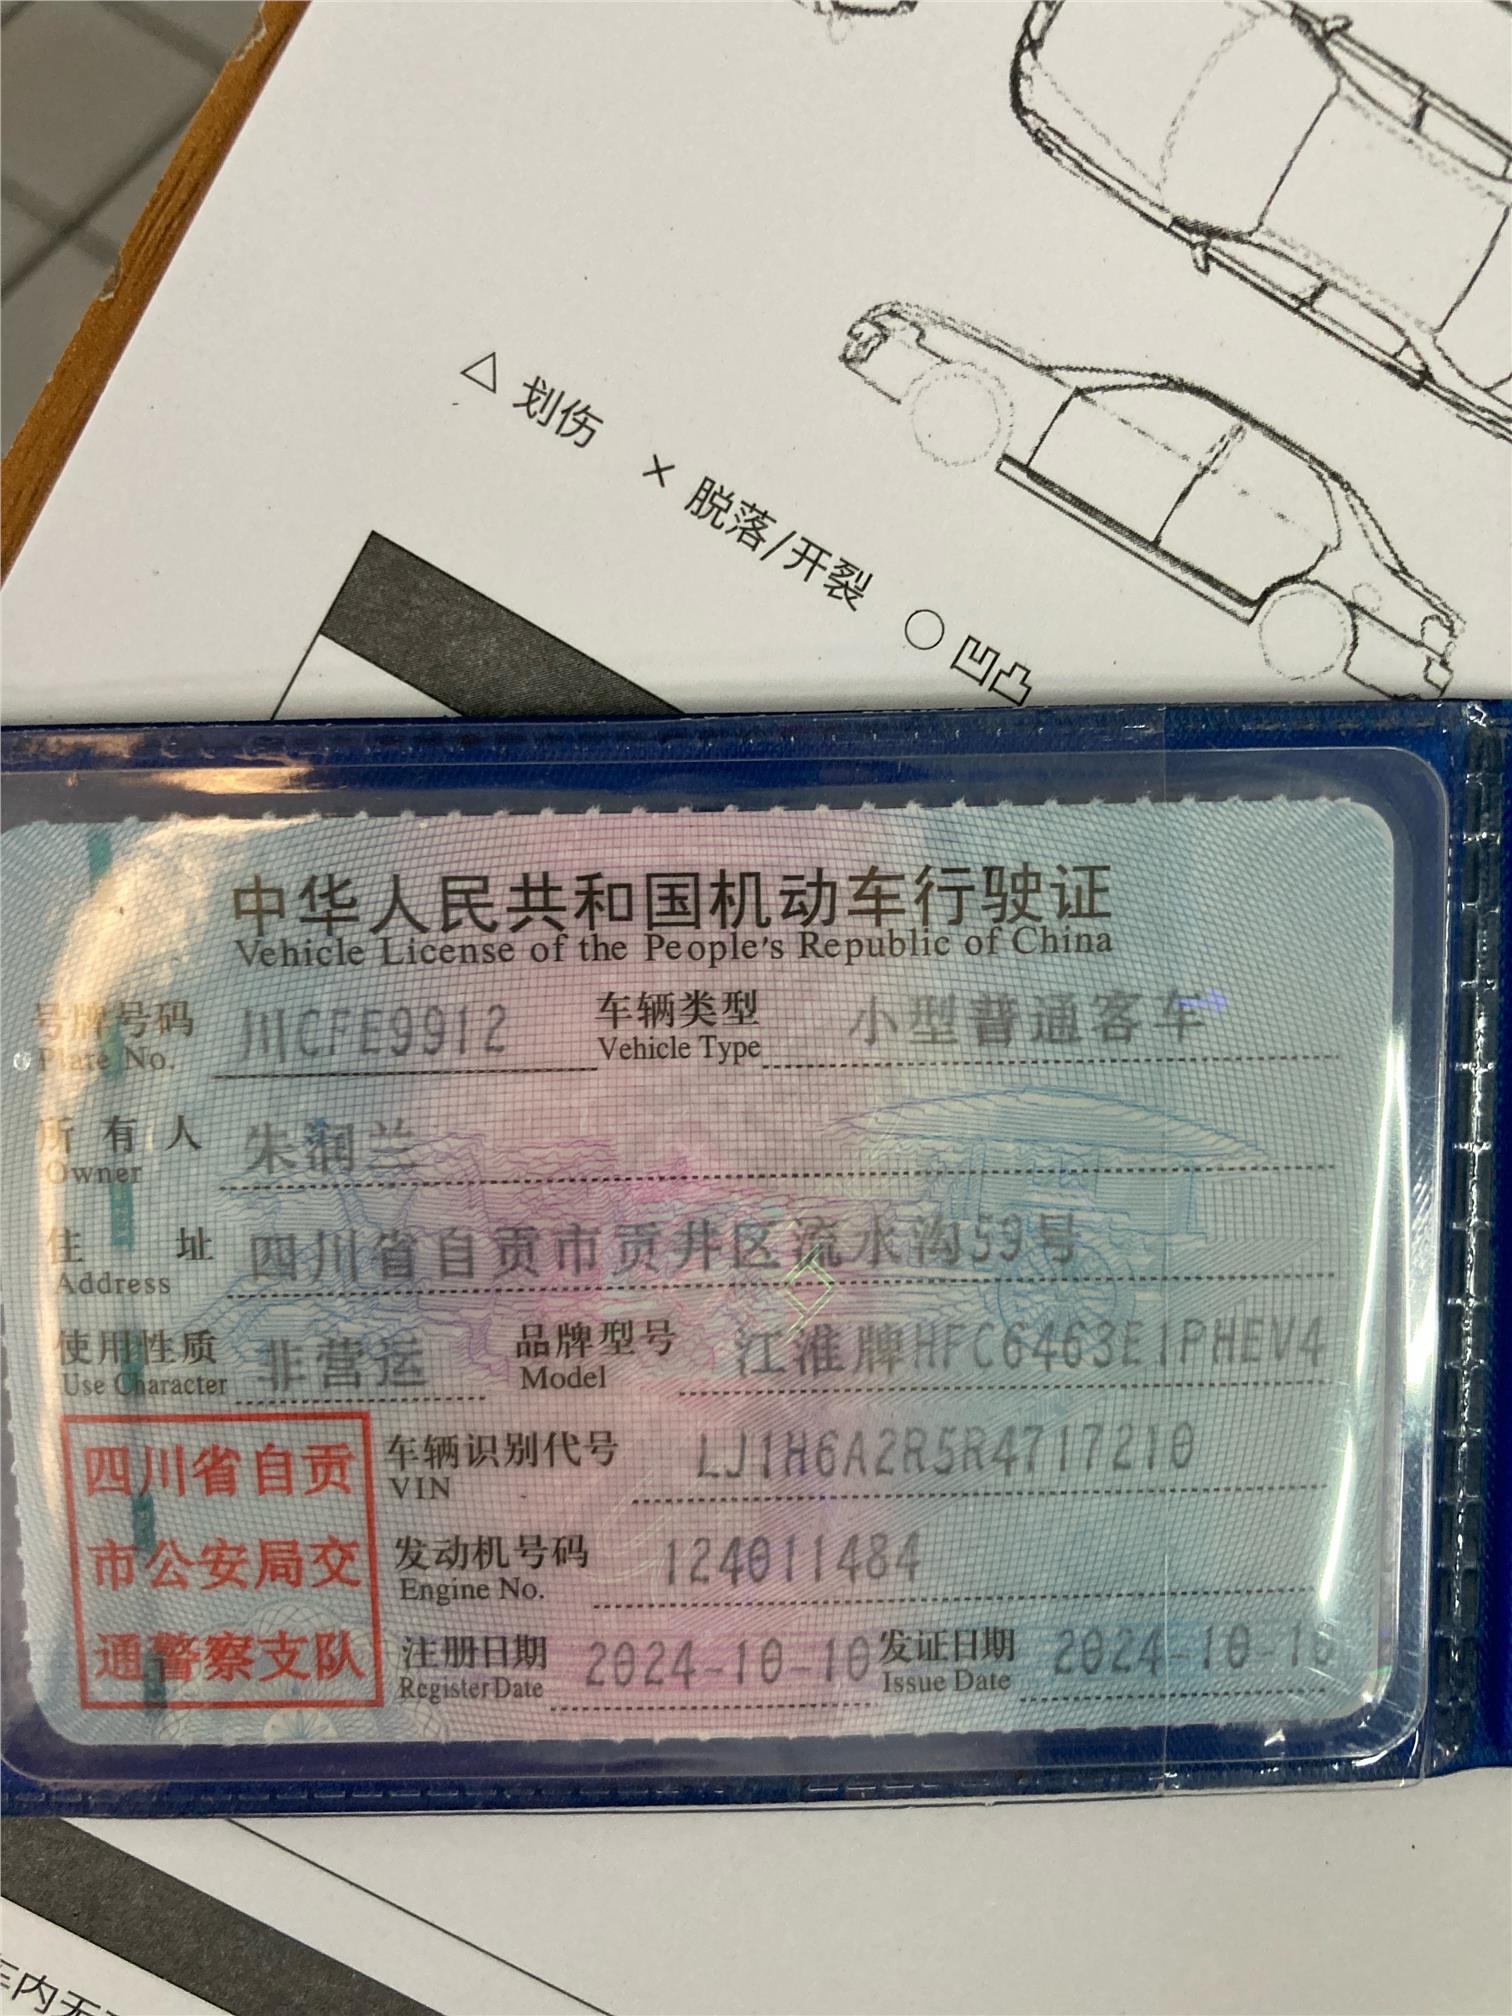 △ 划伤 × 脱落/开裂 ○ 凹凸
中华人民共和国机动车行驶证
Vehicle License of the People's Republic of China
号牌号码 川CFE9912 车辆类型 小型普通客车
Plate No. Vehicle Type
所有人 朱润兰
Owner
住址 四川省自贡市贡井区流水沟59号
Address
使用性质 非营运 品牌型号 江淮牌HFC6463E1PHEV4
Use Character Model
四川省自贡
市公安局交
通警察支队
车辆识别代号 LJ1H6A2R5R4717210
VIN
发动机号码 124011484
Engine No.
注册日期 2024-10-10 发证日期 2024-10-10
Register Date Issue Date
车内无